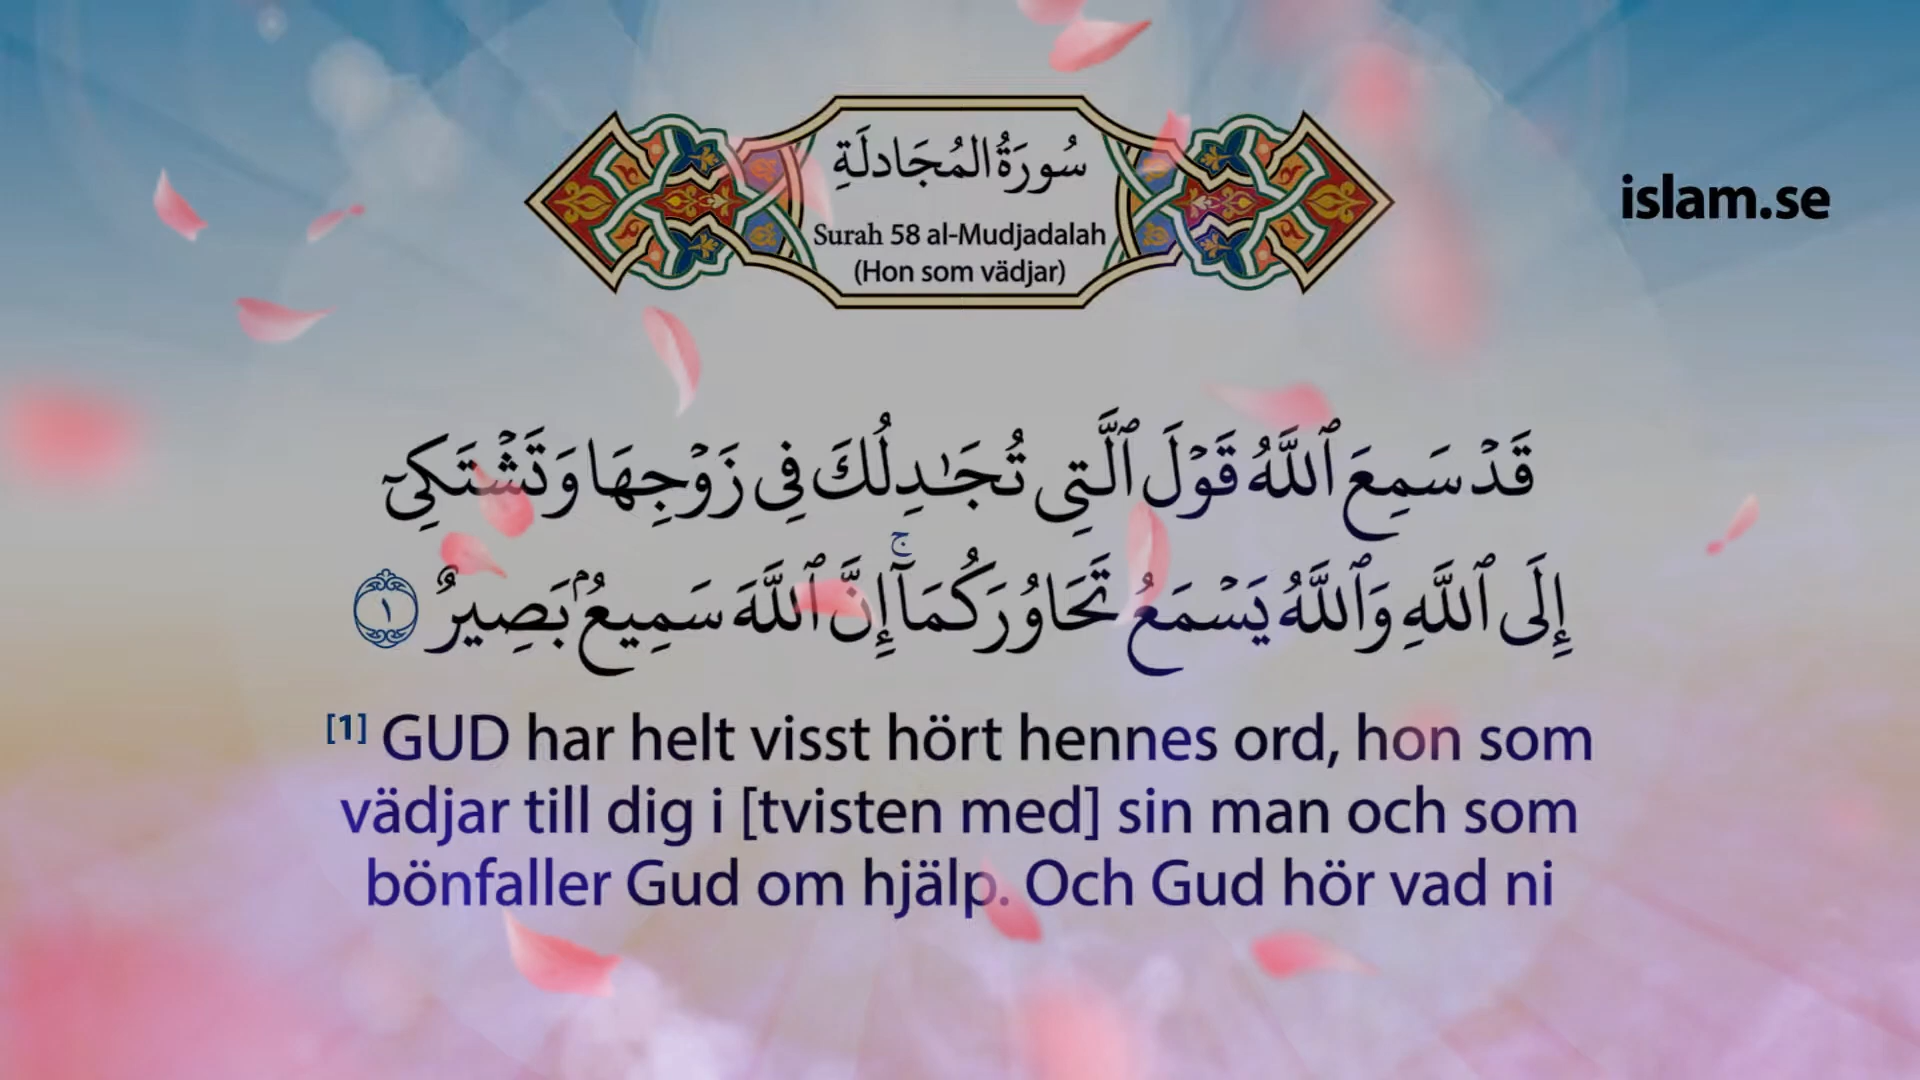 سُورَةُ المُجَادلَةِ
Surah 58 al-Mudjadalah
(Hon som vädjar)
islam.se
قَدۡ سَمِعَ ٱللَّهُ قَوۡلَ ٱلَّتِي تُجَٰدِلُكَ فِي زَوۡجِهَا وَتَشۡتَكِيٓ
إِلَى ٱللَّهِ وَٱللَّهُ يَسۡمَعُ تَحَاوُرَكُمَآۚ إِنَّ ٱللَّهَ سَمِيعُۢ بَصِيرٌ ١
[1] GUD har helt visst hört hennes ord, hon som
vädjar till dig i [tvisten med] sin man och som
bönfaller Gud om hjälp. Och Gud hör vad ni